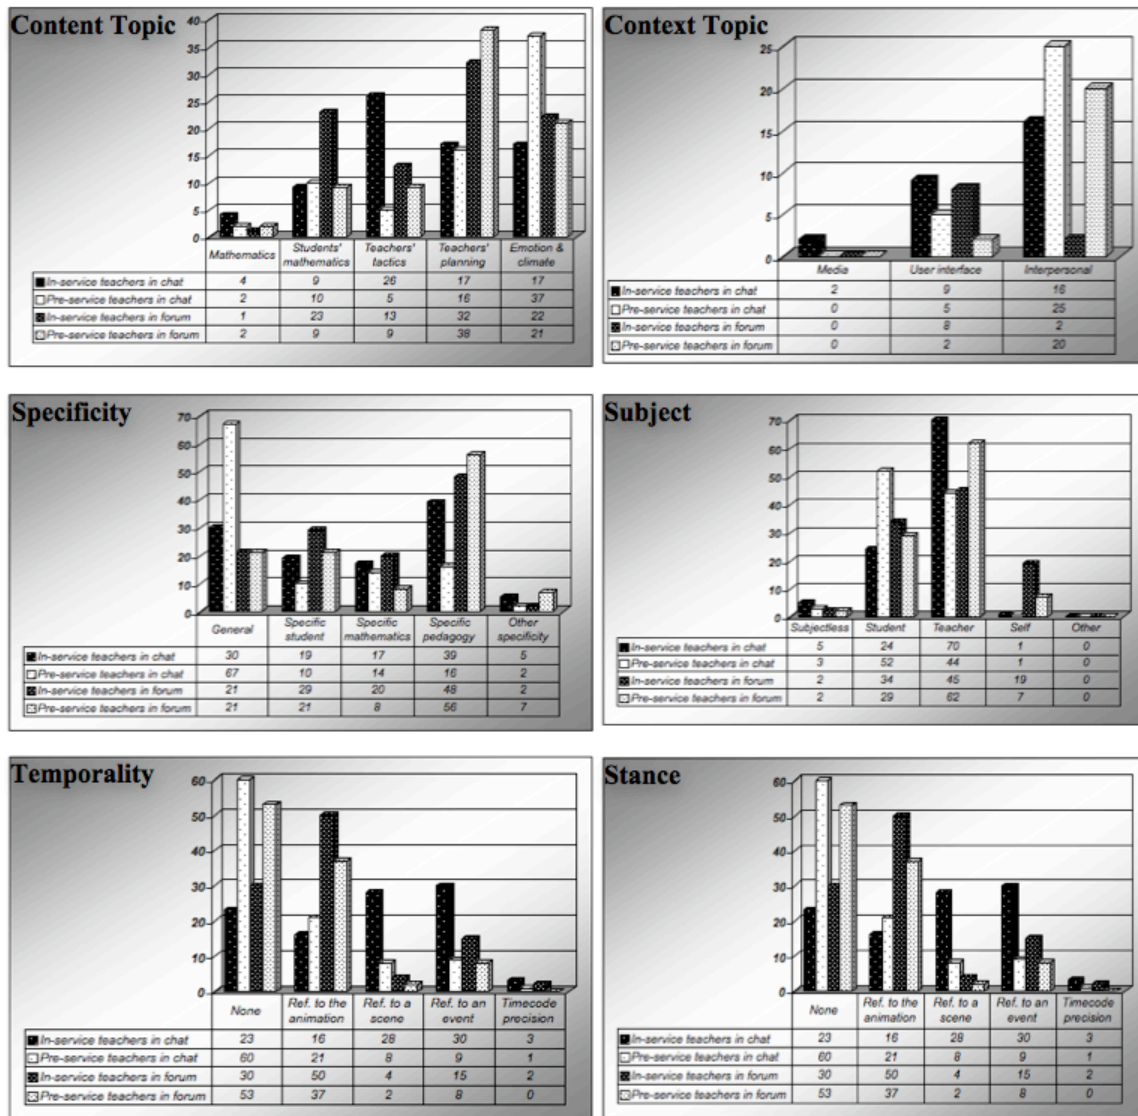 Content Topic
40
35
30
25
20
15
10
5
0
Mathematics Students' mathematics Teachers' tactics Teachers' planning Emotion & climate
In-service teachers in chat 4 9 26 17 17
Pre-service teachers in chat 2 10 5 16 37
In-service teachers in forum 1 23 13 32 22
Pre-service teachers in forum 2 9 9 38 21
Context Topic
25
20
15
10
5
0
Media User interface Interpersonal
In-service teachers in chat 2 9 16
Pre-service teachers in chat 0 5 25
In-service teachers in forum 0 8 2
Pre-service teachers in forum 0 2 20
Specificity
70
60
50
40
30
20
10
0
General Specific student Specific mathematics Specific pedagogy Other specificity
In-service teachers in chat 30 19 17 39 5
Pre-service teachers in chat 67 10 14 16 2
In-service teachers in forum 21 29 20 48 2
Pre-service teachers in forum 21 21 8 56 7
Subject
70
60
50
40
30
20
10
0
Subjectless Student Teacher Self Other
In-service teachers in chat 5 24 70 1 0
Pre-service teachers in chat 3 52 44 1 0
In-service teachers in forum 2 34 45 19 0
Pre-service teachers in forum 2 29 62 7 0
Temporality
60
50
40
30
20
10
0
None Ref. to the animation Ref. to a scene Ref. to an event Timecode precision
In-service teachers in chat 23 16 28 30 3
Pre-service teachers in chat 60 21 8 9 1
In-service teachers in forum 30 50 4 15 2
Pre-service teachers in forum 53 37 2 8 0
Stance
60
50
40
30
20
10
0
None Ref. to the animation Ref. to a scene Ref. to an event Timecode precision
In-service teachers in chat 23 16 28 30 3
Pre-service teachers in chat 60 21 8 9 1
In-service teachers in forum 30 50 4 15 2
Pre-service teachers in forum 53 37 2 8 0